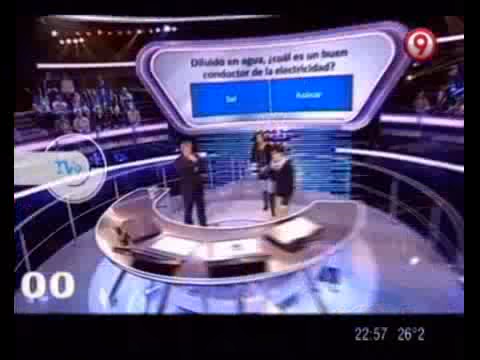 9
Diluido en agua, ¿cuál es un buen
conductor de la electricidad?
Sal
Azúcar
00
22:57 26°2